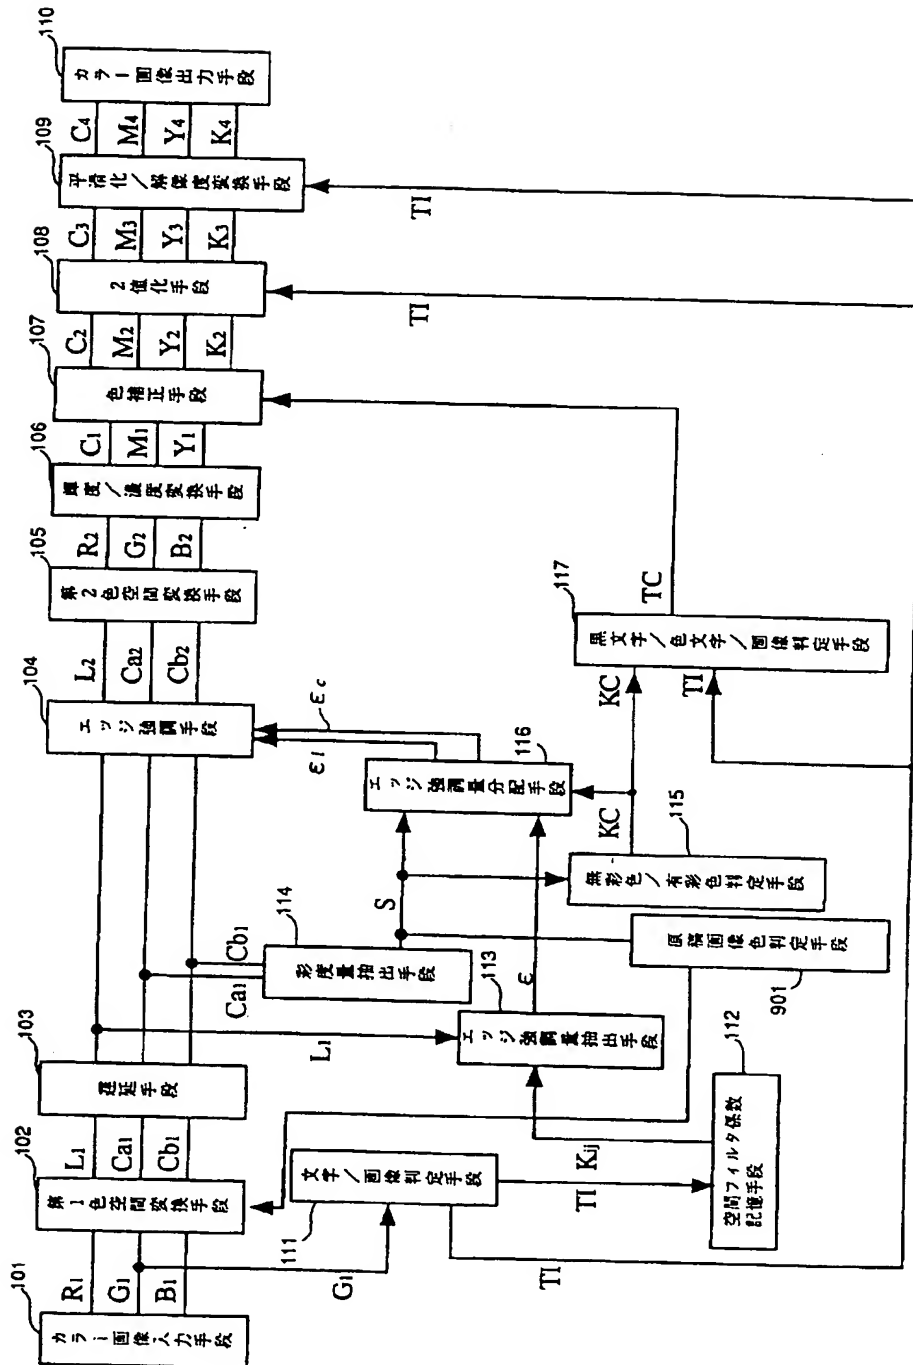 101
カラー画像入力手段
R1
G1
B1
102
第1色空間変換手段
L1
Ca1
Cb1
103
遅延手段
104
エッジ強調手段
L2
Ca2
Cb2
105
第2色空間変換手段
R2
G2
B2
106
輝度/濃度変換手段
C1
M1
Y1
107
色補正手段
C2
M2
Y2
K2
108
2値化手段
C3
M3
Y3
K3
109
平滑化/解像度変換手段
C4
M4
Y4
K4
110
カラー画像出力手段
G1
111
文字/画像判定手段
TI
TI
112
空間フィルタ係数
記憶手段
Kij
L1
113
エッジ強調量抽出手段
ε
Ca1
Cb1
114
彩度量抽出手段
S
901
原稿画像色判定手段
115
無彩色/有彩色判定手段
KC
116
エッジ強調量分配手段
εl
εc
KC
TI
117
黒文字/色文字/画像判定手段
TC
TI
TI